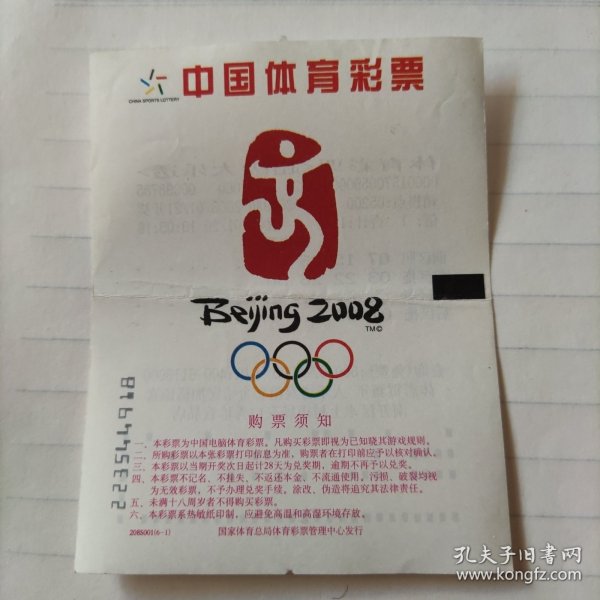 中国体育彩票
CHINA SPORTS LOTTERY
Beijing 2008
TM©
购票须知
一、本彩票为中国电脑体育彩票。凡购买彩票即视为已知晓其游戏规则。
二、所购彩票以本张彩票打印信息为准，购票者在打印前应予以核对确认。
三、本彩票以当期开奖次日起计28天为兑奖期，逾期不再予以兑奖。
四、本彩票不记名、不挂失、不返还本金、不流通使用。污损、破裂均视
为无效彩票，不予办理兑奖手续。涂改、伪造将追究其法律责任。
五、未满十八周岁者不得购买彩票。
六、本彩票系热敏纸印制，应避免高温和高湿环境存放。
208S001(6-1)
国家体育总局体育彩票管理中心发行
223544918
孔夫子旧书网
www.kongfz.com